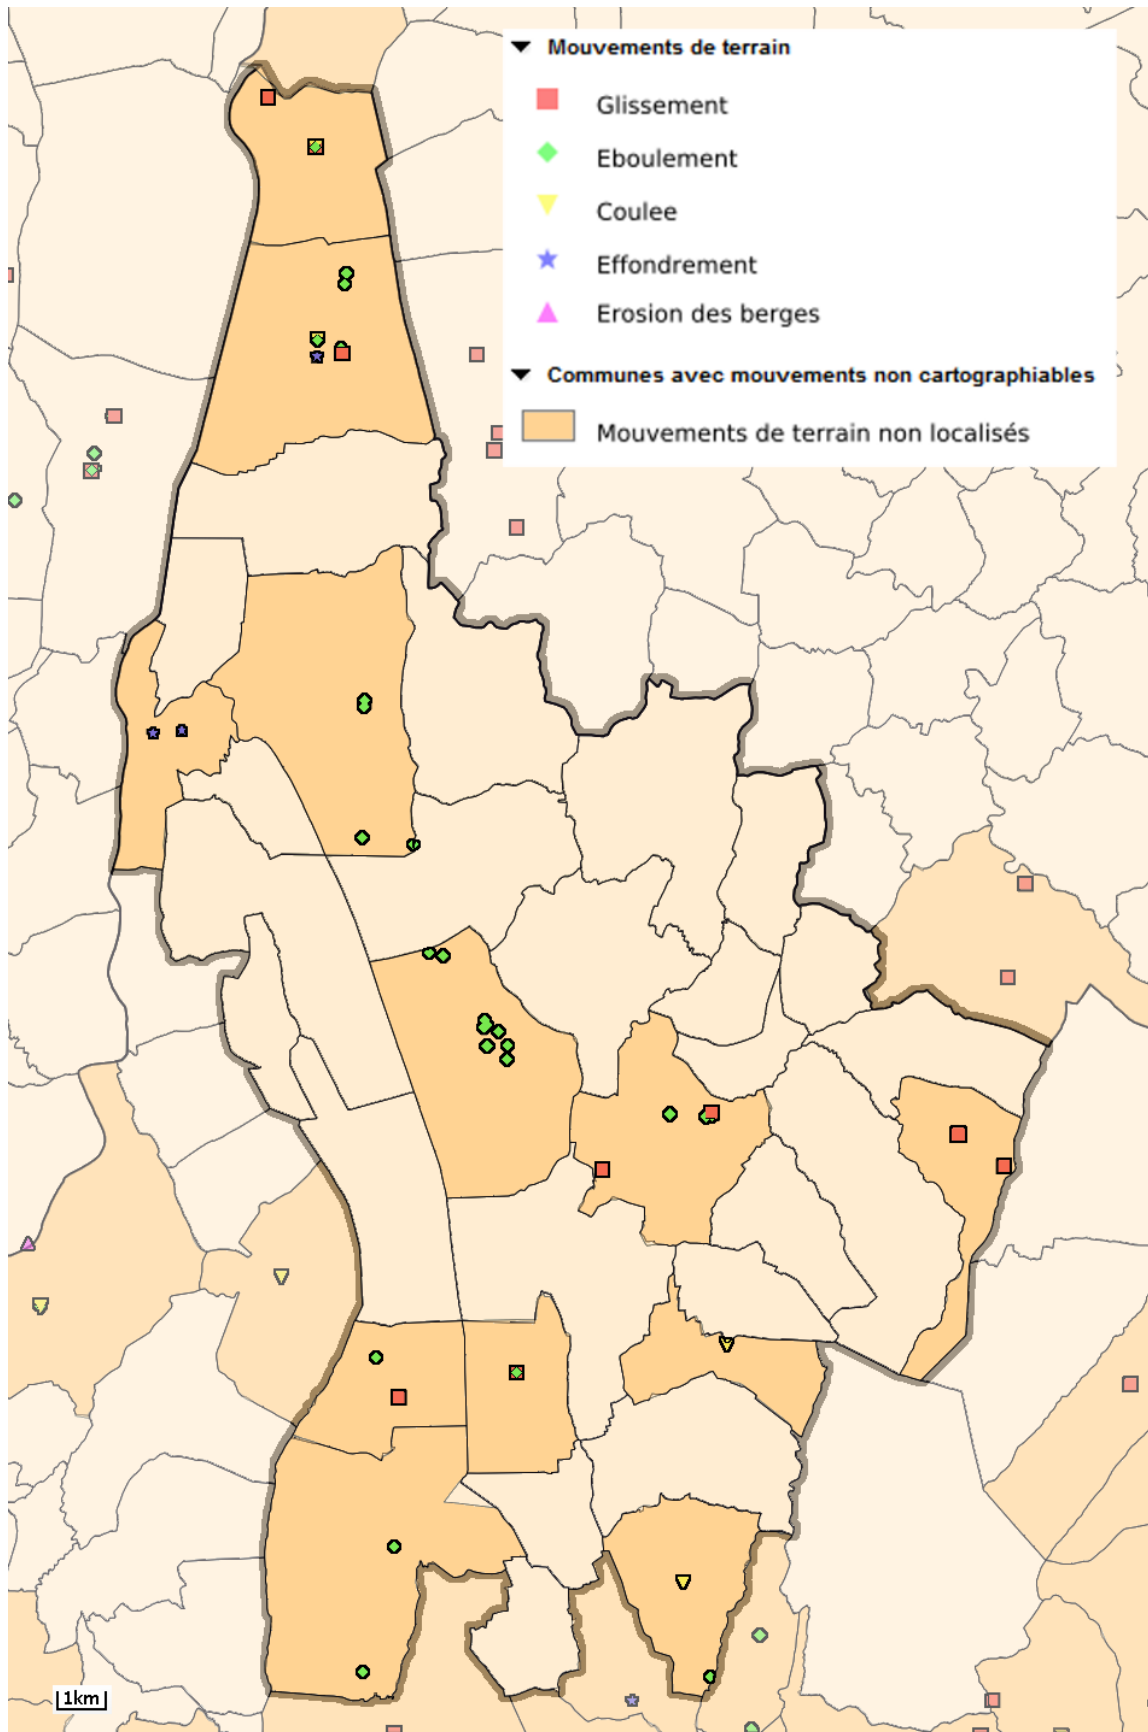 Mouvements de terrain
Glissement
Eboulement
Coulee
Effondrement
Erosion des berges
Communes avec mouvements non cartographiables
Mouvements de terrain non localisés
1km